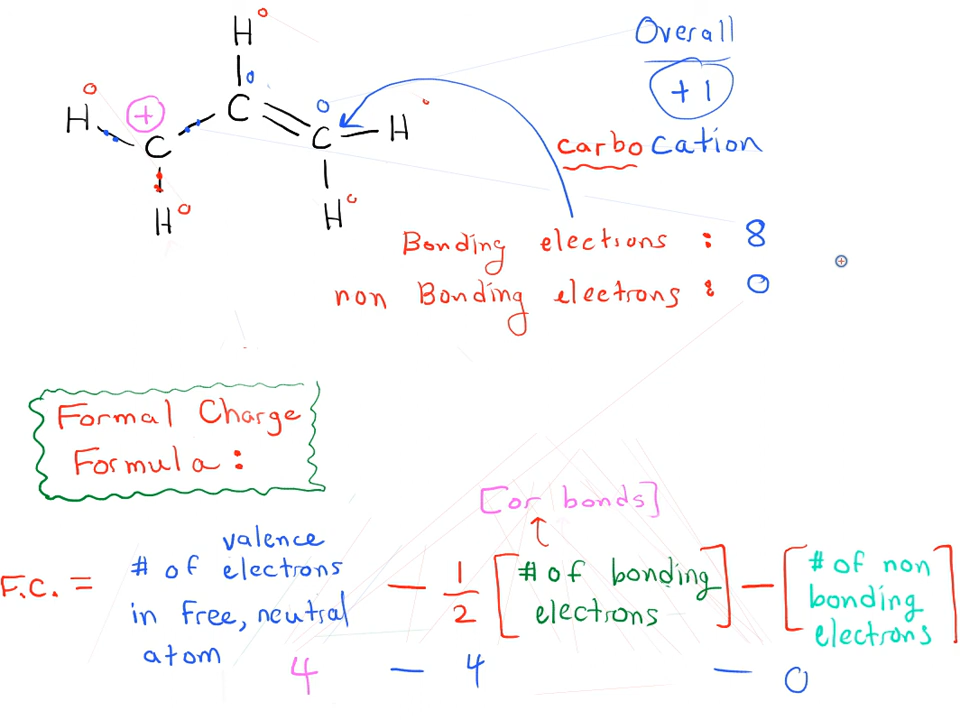 H
Overall
+1
H + C C
C H
carbocation
H H
Bonding electrons : 8
non Bonding electrons : 0
Formal Charge
Formula :
[or bonds]
F.C. = # of valence electrons in free, neutral atom - 1/2 [# of bonding electrons] - [# of non bonding electrons]
4 - 4 - 0